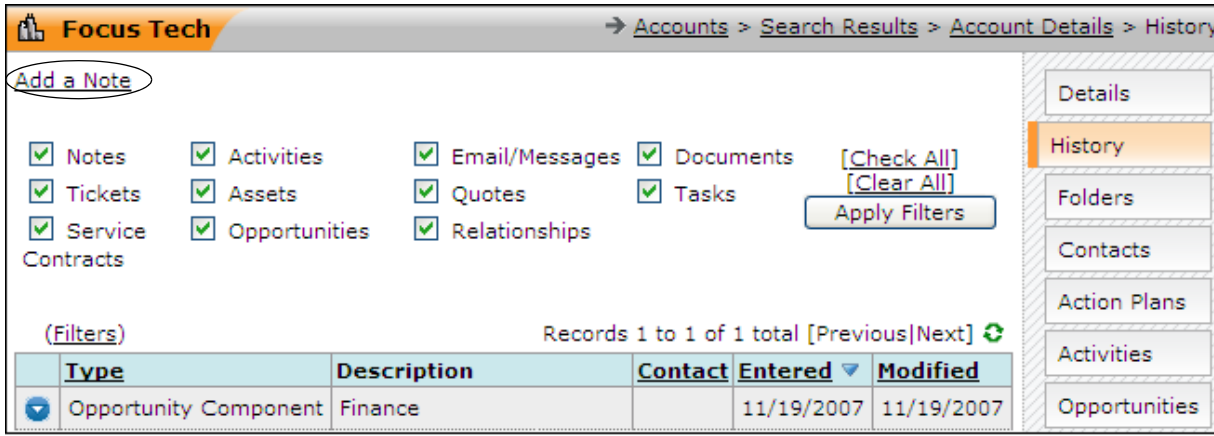 Focus Tech
→ Accounts > Search Results > Account Details > History
Add a Note
Notes Activities Email/Messages Documents [Check All]
Tickets Assets Quotes Tasks [Clear All]
Service Contracts Opportunities Relationships Apply Filters
(Filters) Records 1 to 1 of 1 total [Previous|Next]
Type Description Contact Entered Modified
Opportunity Component Finance 11/19/2007 11/19/2007
Details
History
Folders
Contacts
Action Plans
Activities
Opportunities